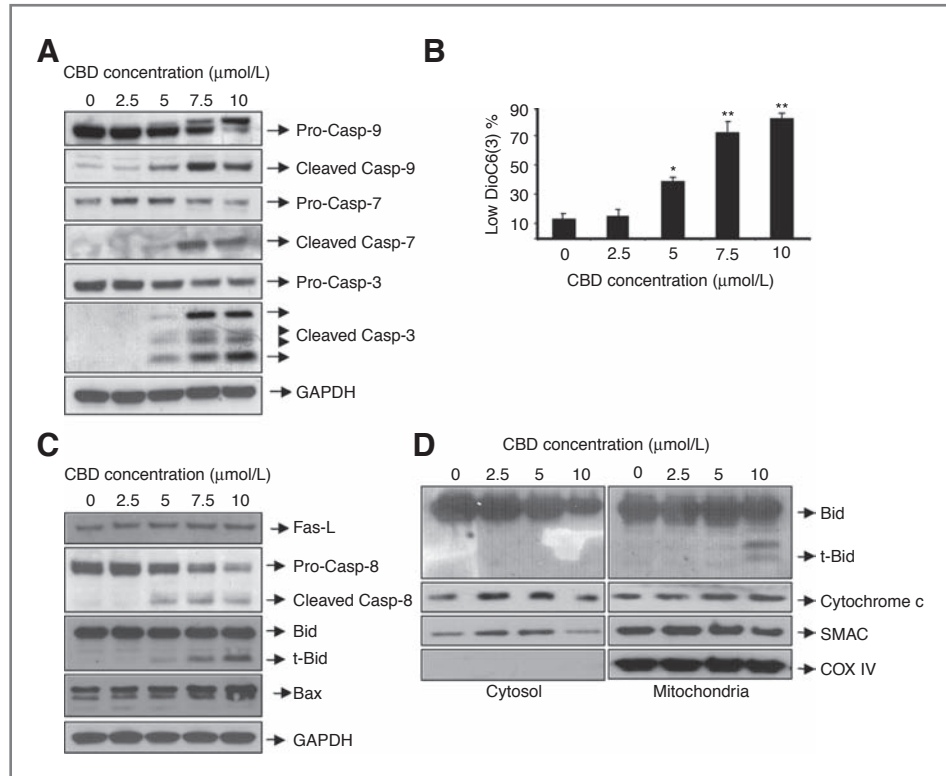 A
CBD concentration (μmol/L)
0 2.5 5 7.5 10
Pro-Casp-9
Cleaved Casp-9
Pro-Casp-7
Cleaved Casp-7
Pro-Casp-3
Cleaved Casp-3
GAPDH
B
Low DioC6(3) %
90
70
50
30
10
* ** **
0 2.5 5 7.5 10
CBD concentration (μmol/L)
C
CBD concentration (μmol/L)
0 2.5 5 7.5 10
Fas-L
Pro-Casp-8
Cleaved Casp-8
Bid
t-Bid
Bax
GAPDH
D
CBD concentration (μmol/L)
0 2.5 5 10 0 2.5 5 10
Bid
t-Bid
Cytochrome c
SMAC
COX IV
Cytosol Mitochondria